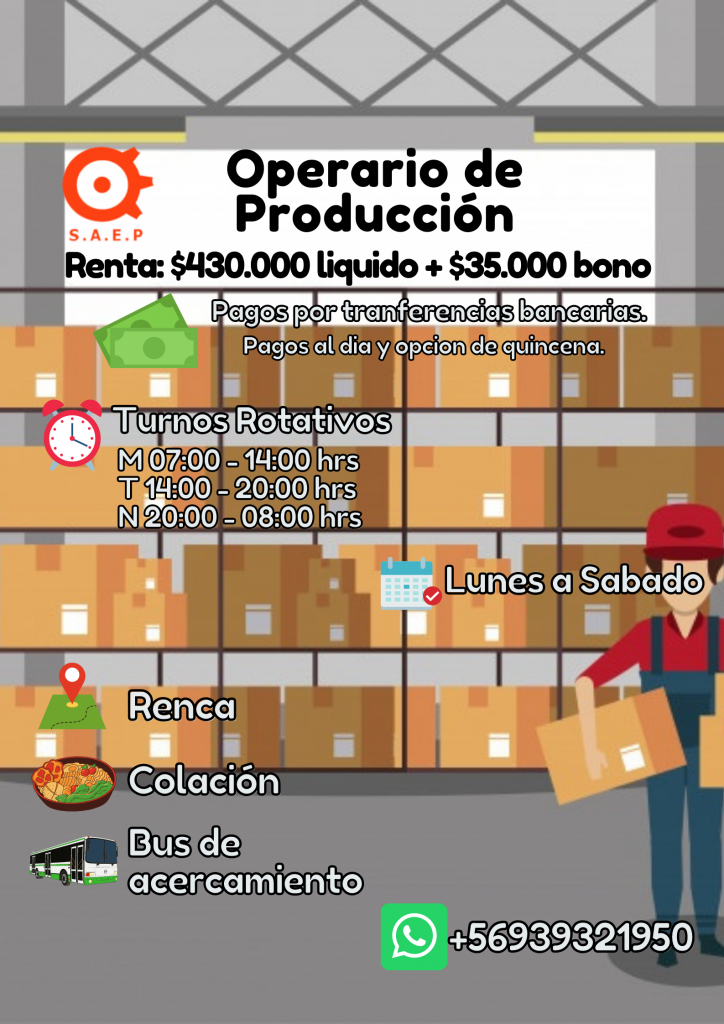 S.A.E.P
Operario de
Producción
Renta: $430.000 liquido + $35.000 bono
Pagos por tranferencias bancarias.
Pagos al dia y opcion de quincena.
Turnos Rotativos
M 07:00 - 14:00 hrs
T 14:00 - 20:00 hrs
N 20:00 - 08:00 hrs
Lunes a Sabado
Renca
Colación
Bus de
acercamiento
+56939321950